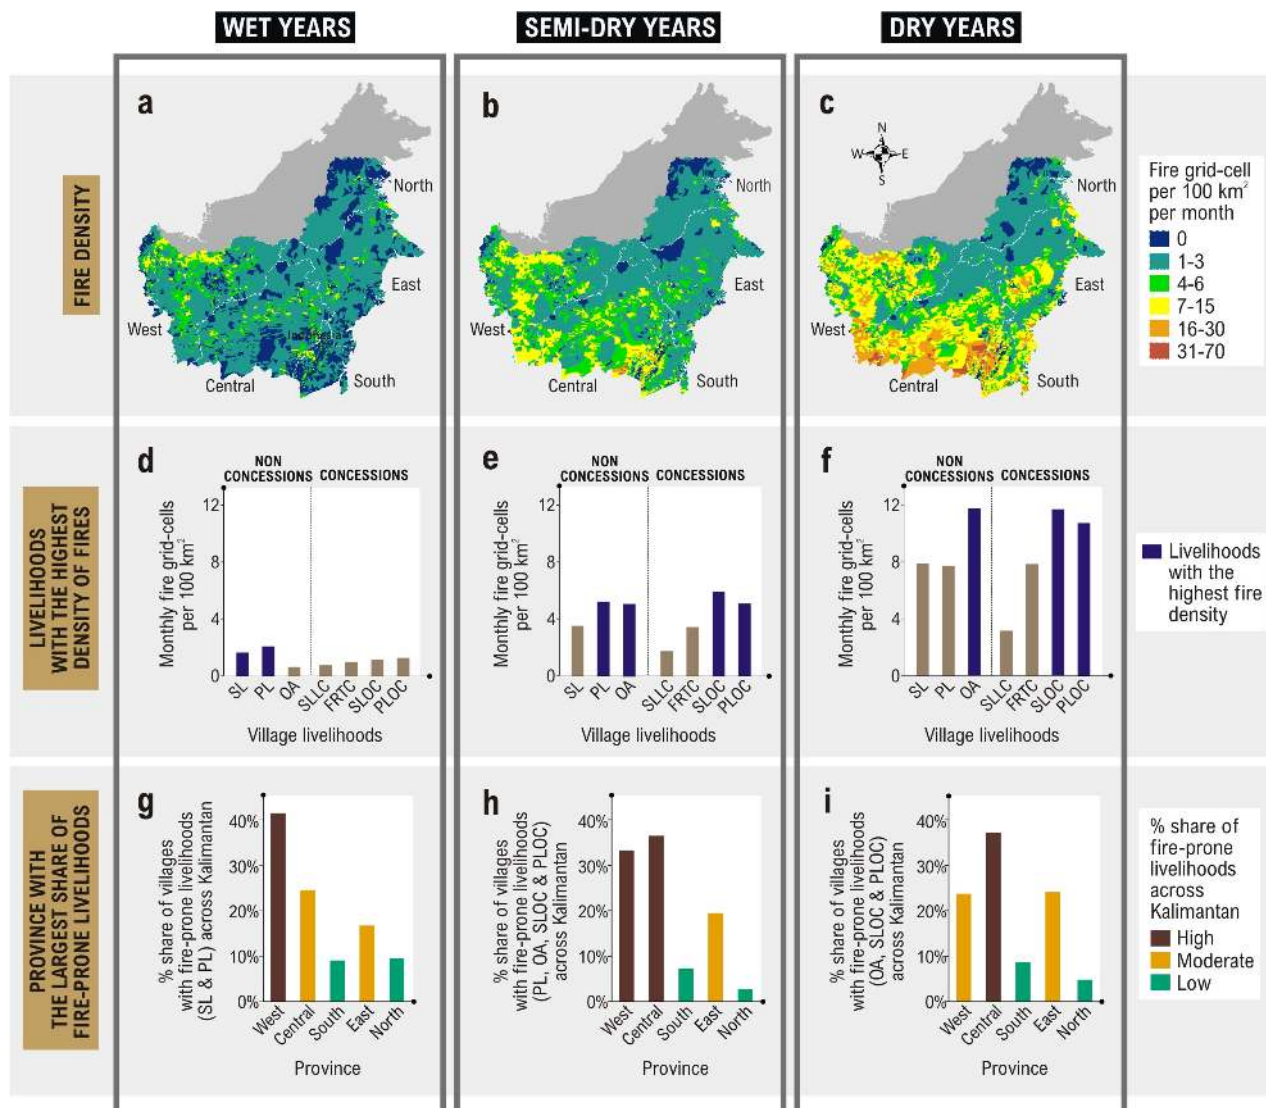 WET YEARS
SEMI-DRY YEARS
DRY YEARS
FIRE DENSITY
a
North
East
West
Indonesia
Central
South
b
North
East
West
Central
South
c
N
W E
S
North
East
West
Central
South
Fire grid-cell
per 100 km²
per month
0
1-3
4-6
7-15
16-30
31-70
LIVELIHOODS
WITH THE HIGHEST
DENSITY OF FIRES
d
NON
CONCESSIONS
CONCESSIONS
Monthly fire grid-cells
per 100 km²
12
8
4
0
SL
PL
OA
SLLC
FRTC
SLOC
PLOC
Village livelihoods
e
NON
CONCESSIONS
CONCESSIONS
Monthly fire grid-cells
per 100 km²
12
8
4
0
SL
PL
OA
SLLC
FRTC
SLOC
PLOC
Village livelihoods
f
NON
CONCESSIONS
CONCESSIONS
Monthly fire grid-cells
per 100 km²
12
8
4
0
SL
PL
OA
SLLC
FRTC
SLOC
PLOC
Village livelihoods
Livelihoods
with the
highest fire
density
PROVINCE WITH
THE LARGEST SHARE OF
FIRE-PRONE LIVELIHOODS
g
% share of villages
with fire-prone livelihoods
(SL & PL) across Kalimantan
40%
30%
20%
10%
0%
West
Central
South
East
North
Province
h
% share of villages
with fire-prone livelihoods
(PL, OA, SLOC & PLOC)
across Kalimantan
40%
30%
20%
10%
0%
West
Central
South
East
North
Province
i
% share of villages
with fire-prone livelihoods
(OA, SLOC & PLOC)
across Kalimantan
40%
30%
20%
10%
0%
West
Central
South
East
North
Province
% share of
fire-prone
livelihoods
across
Kalimantan
High
Moderate
Low